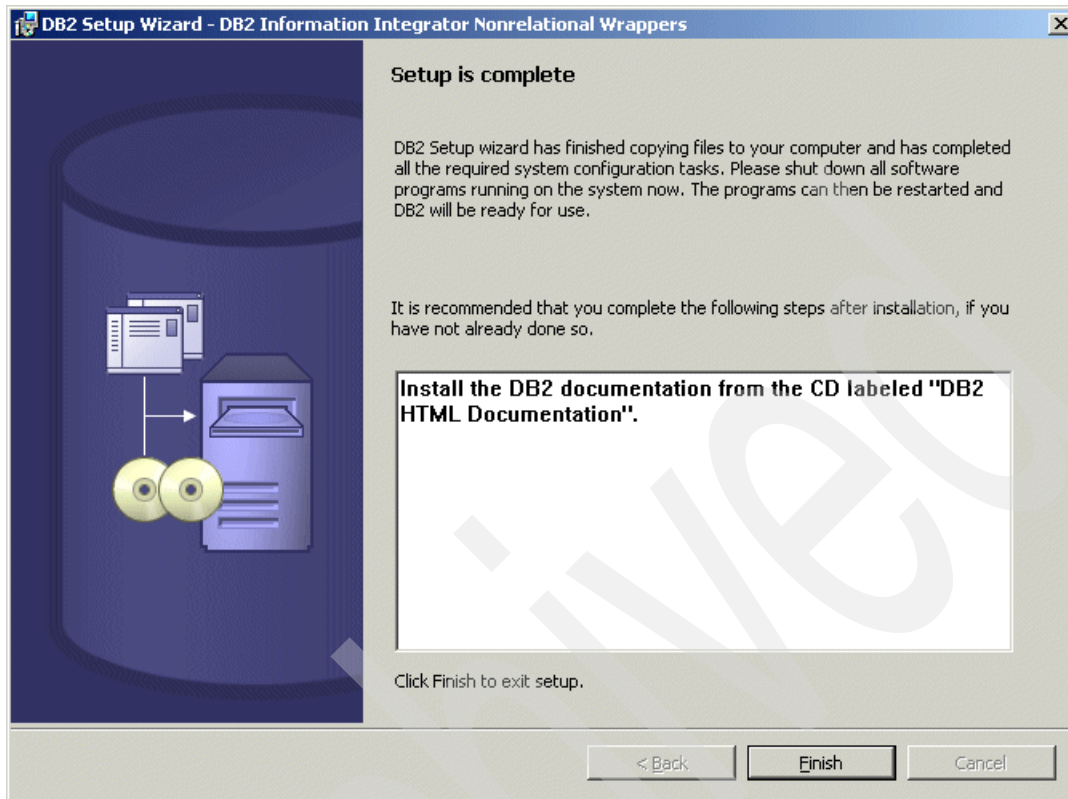 DB2 Setup Wizard - DB2 Information Integrator Nonrelational Wrappers
Setup is complete
DB2 Setup wizard has finished copying files to your computer and has completed
all the required system configuration tasks. Please shut down all software
programs running on the system now. The programs can then be restarted and
DB2 will be ready for use.
It is recommended that you complete the following steps after installation, if you
have not already done so.
Install the DB2 documentation from the CD labeled "DB2
HTML Documentation".
Click Finish to exit setup.
< Back
Finish
Cancel